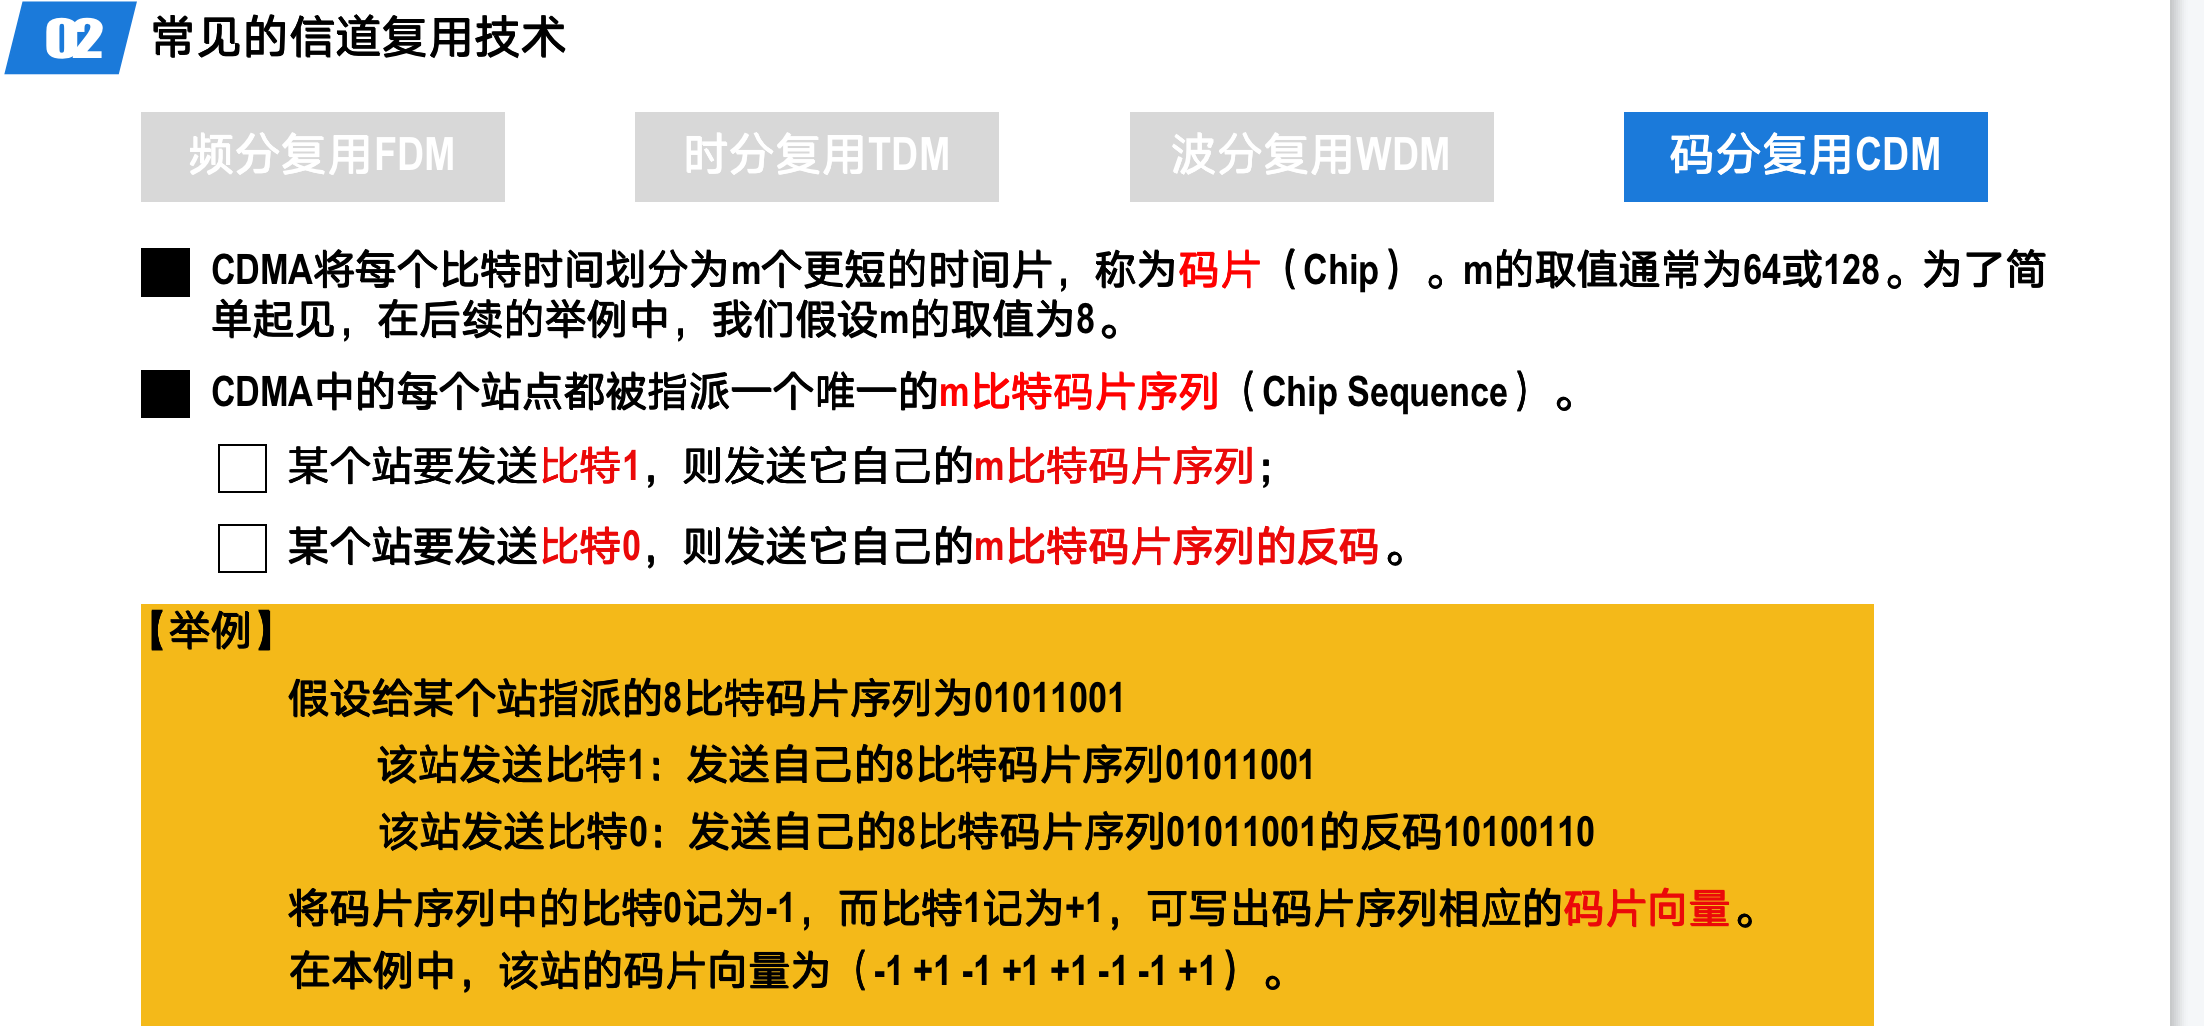 02 常见的信道复用技术
频分复用FDM 时分复用TDM 波分复用WDM 码分复用CDM
CDMA将每个比特时间划分为m个更短的时间片，称为码片（Chip）。m的取值通常为64或128。为了简
单起见，在后续的举例中，我们假设m的取值为8。
CDMA中的每个站点都被指派一个唯一的m比特码片序列（Chip Sequence）。
某个站要发送比特1，则发送它自己的m比特码片序列；
某个站要发送比特0，则发送它自己的m比特码片序列的反码。
【举例】
假设给某个站指派的8比特码片序列为01011001
该站发送比特1：发送自己的8比特码片序列01011001
该站发送比特0：发送自己的8比特码片序列01011001的反码10100110
将码片序列中的比特0记为-1，而比特1记为+1，可写出码片序列相应的码片向量。
在本例中，该站的码片向量为（-1 +1 -1 +1 +1 -1 -1 +1）。